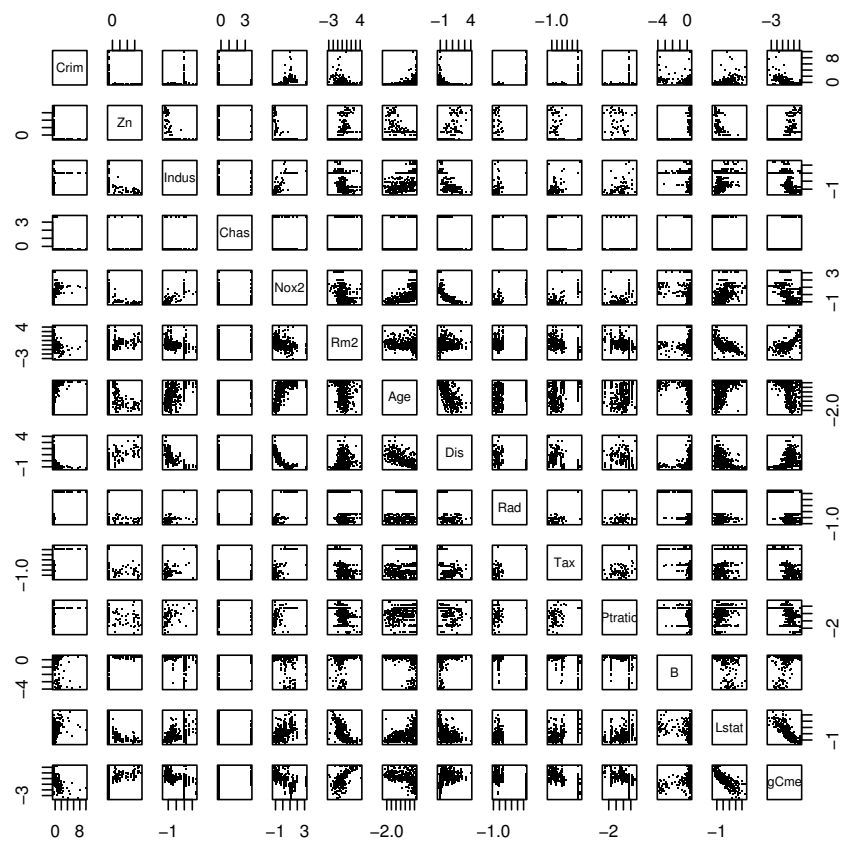 0 0 3 −3 4 −1 4 −1.0 −4 0 −3
Crim 0 8
0 Zn
Indus −1
0 3 Chas
Nox2 −1 3
−3 4 Rm2
Age −2.0
−1 4 Dis
Rad −1.0
−1.0 Tax
Ptratio −2
−4 0 B
Lstat −1
−3 gCme
0 8 −1 −1 3 −2.0 −1.0 −2 −1